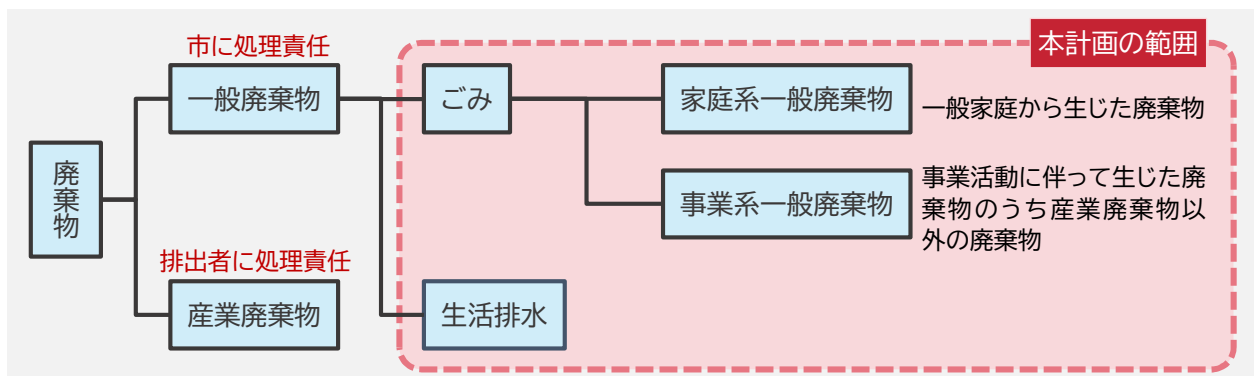 本計画の範囲
市に処理責任
一般廃棄物
ごみ
家庭系一般廃棄物
一般家庭から生じた廃棄物
廃棄物
事業系一般廃棄物
事業活動に伴って生じた廃
棄物のうち産業廃棄物以
外の廃棄物
排出者に処理責任
産業廃棄物
生活排水